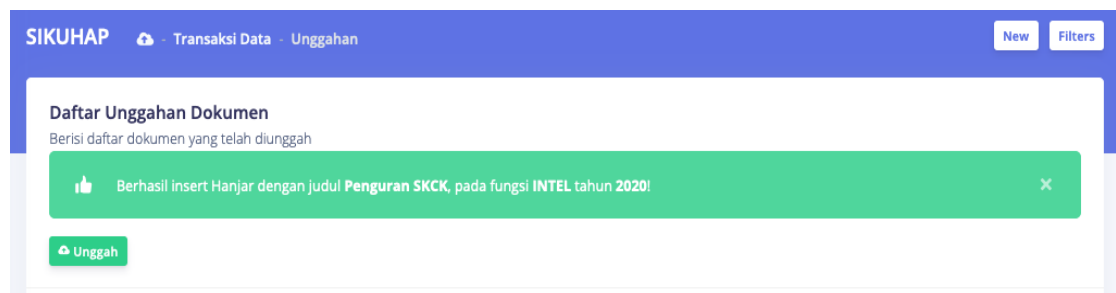 SIKUHAP - Transaksi Data - Unggahan New Filters
Daftar Unggahan Dokumen
Berisi daftar dokumen yang telah diunggah
Berhasil insert Hanjar dengan judul Penguran SKCK, pada fungsi INTEL tahun 2020! ×
Unggah